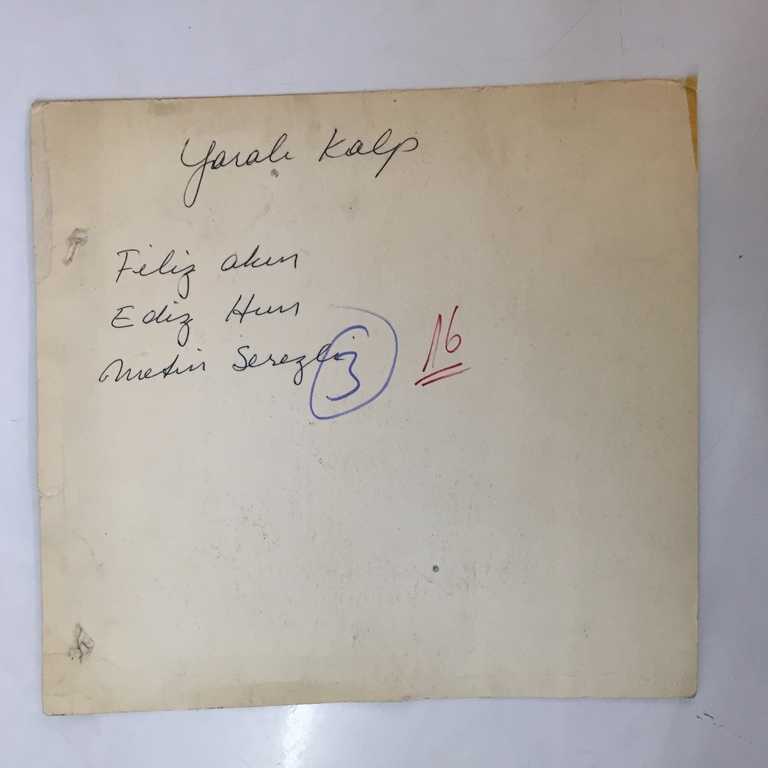 Yaralı Kalp
Filiz akın
Ediz Hun
Metin Serezli
3
16